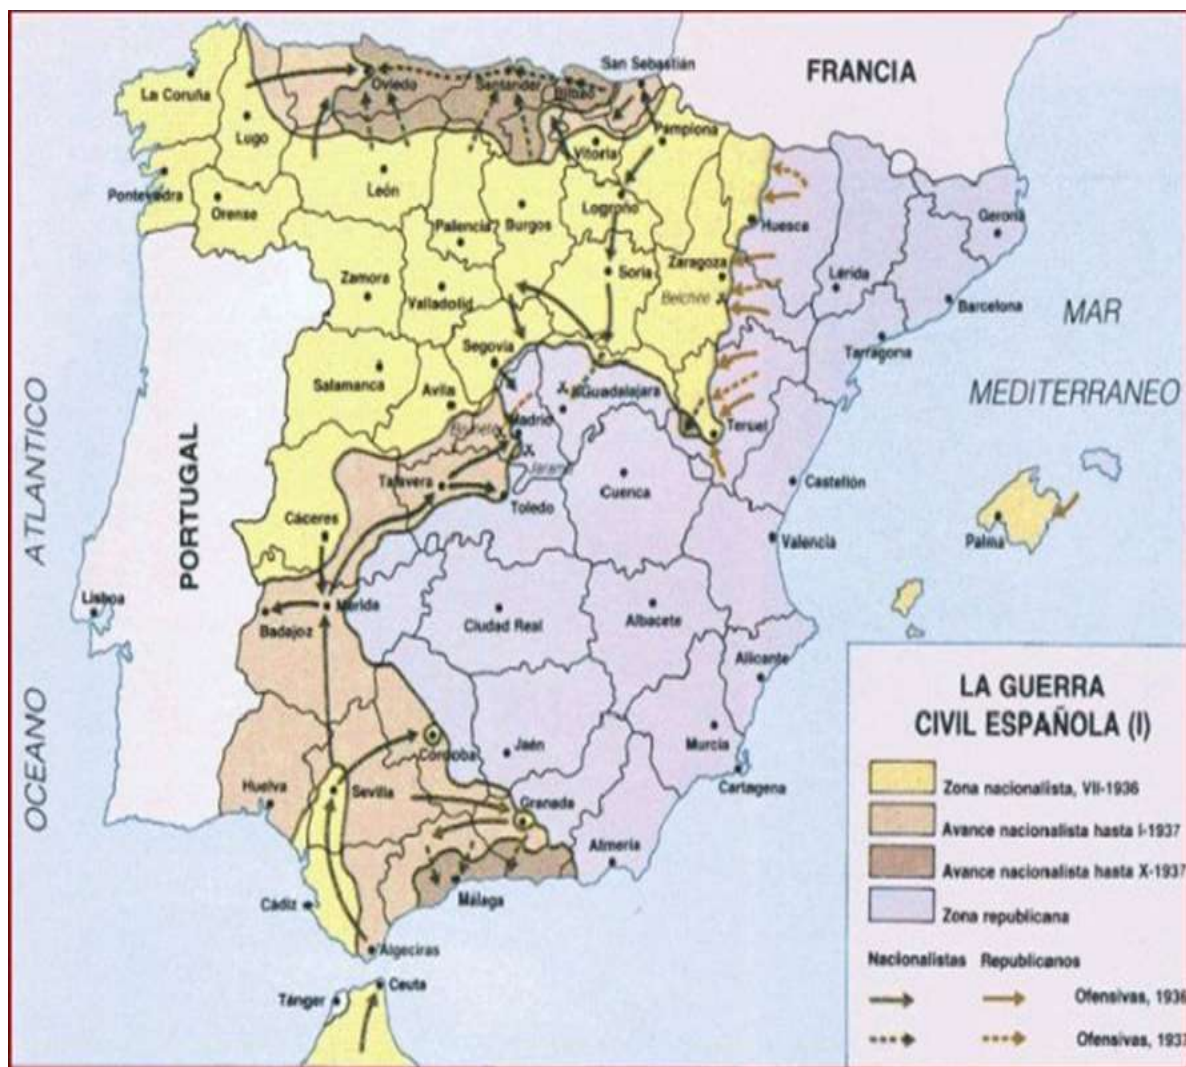 FRANCIA
San Sebastián
La Coruña
Oviedo
Santander
Bilbao
Lugo
Pamplona
Vitoria
Pontevedra
Orense
León
Palencia
Burgos
Logroño
Huesca
Gerona
Zamora
Valladolid
Soria
Zaragoza
Belchite
Lérida
Barcelona
MAR
MEDITERRANEO
Segovia
Tarragona
Salamanca
Avila
Guadalajara
Madrid
Brunete
Jarama
Teruel
ATLANTICO
PORTUGAL
Talavera
Toledo
Cuenca
Castellón
Cáceres
Valencia
Palma
Lisboa
Mérida
Badajoz
Ciudad Real
Albacete
Alicante
OCEANO
Córdoba
Jaén
Murcia
Cartagena
Huelva
Sevilla
Granada
Almería
Cádiz
Málaga
Algeciras
Ceuta
Tánger
LA GUERRA
CIVIL ESPAÑOLA (I)
Zona nacionalista, VII-1936
Avance nacionalista hasta I-1937
Avance nacionalista hasta X-1937
Zona republicana
Nacionalistas Republicanos
Ofensivas, 1936
Ofensivas, 1937